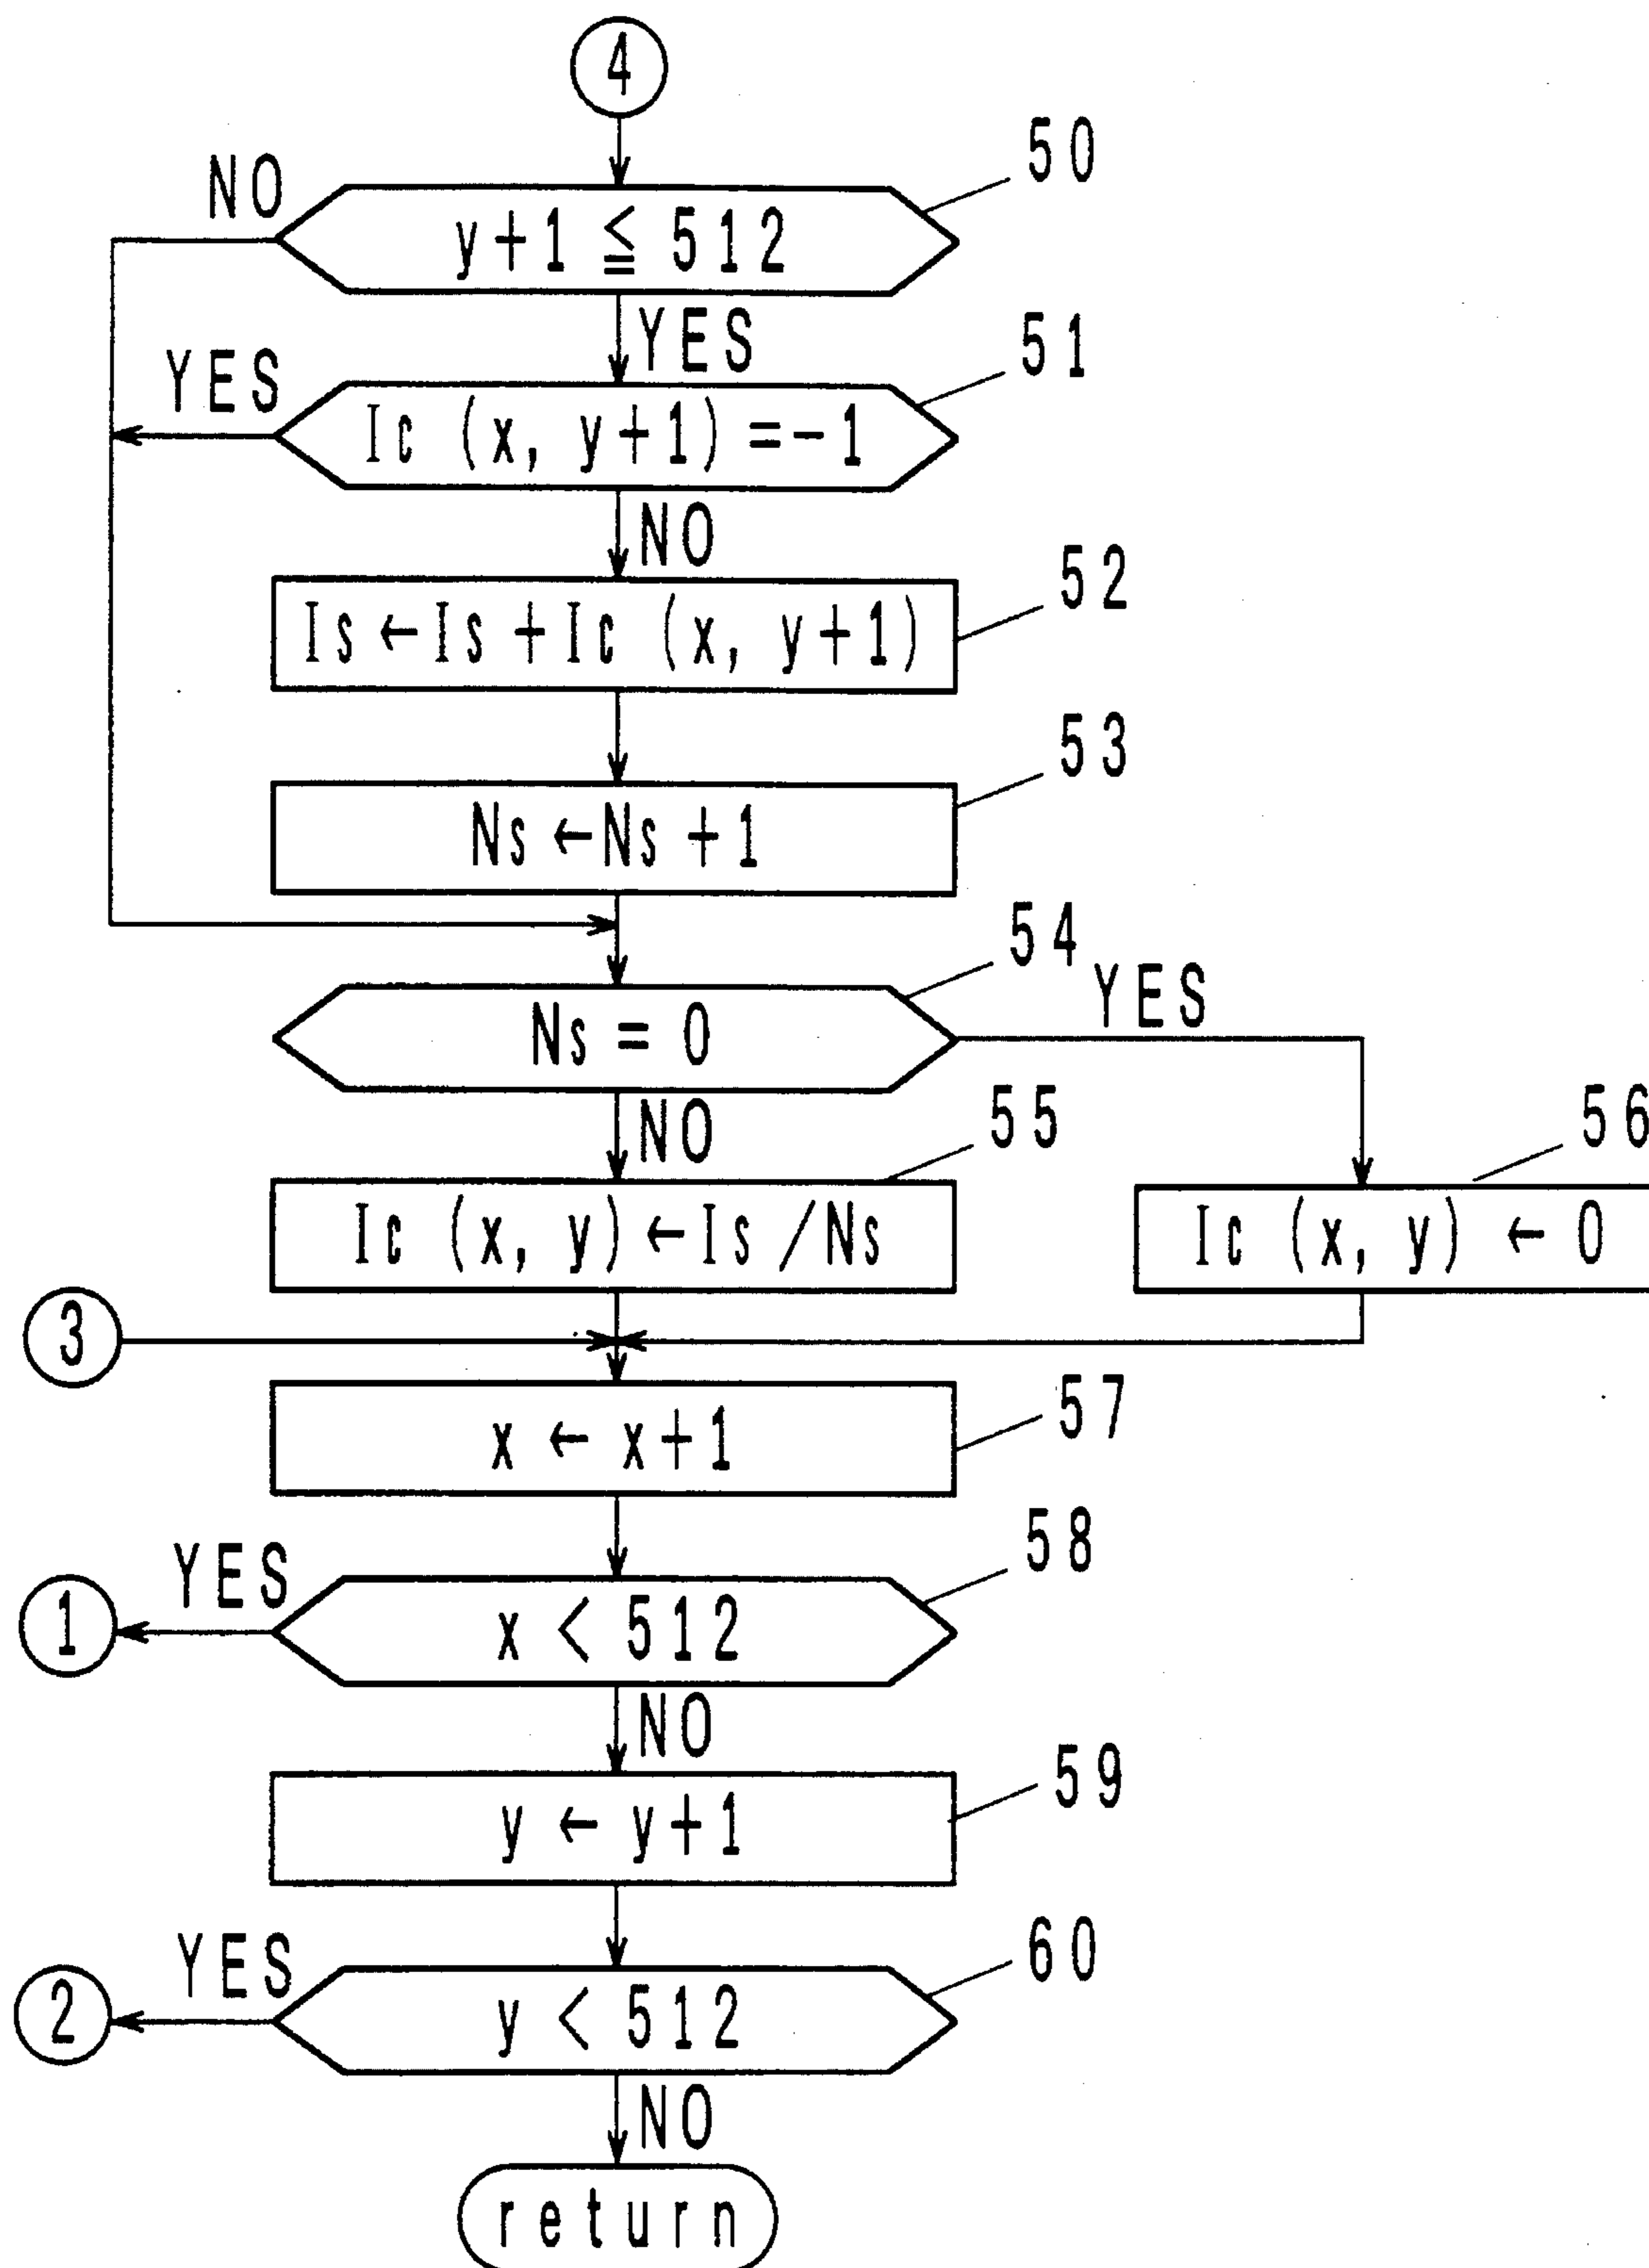 4
50
NO
y+1 ≦ 512
YES
51
YES
Ic (x, y+1) =-1
NO
52
Is ← Is + Ic (x, y+1)
53
Ns ← Ns +1
54
YES
Ns = 0
NO
55
56
Ic (x, y) ← Is /Ns
Ic (x, y) ← 0
3
57
x ← x+1
58
YES
1
x < 512
NO
59
y ← y+1
60
YES
2
y < 512
NO
return